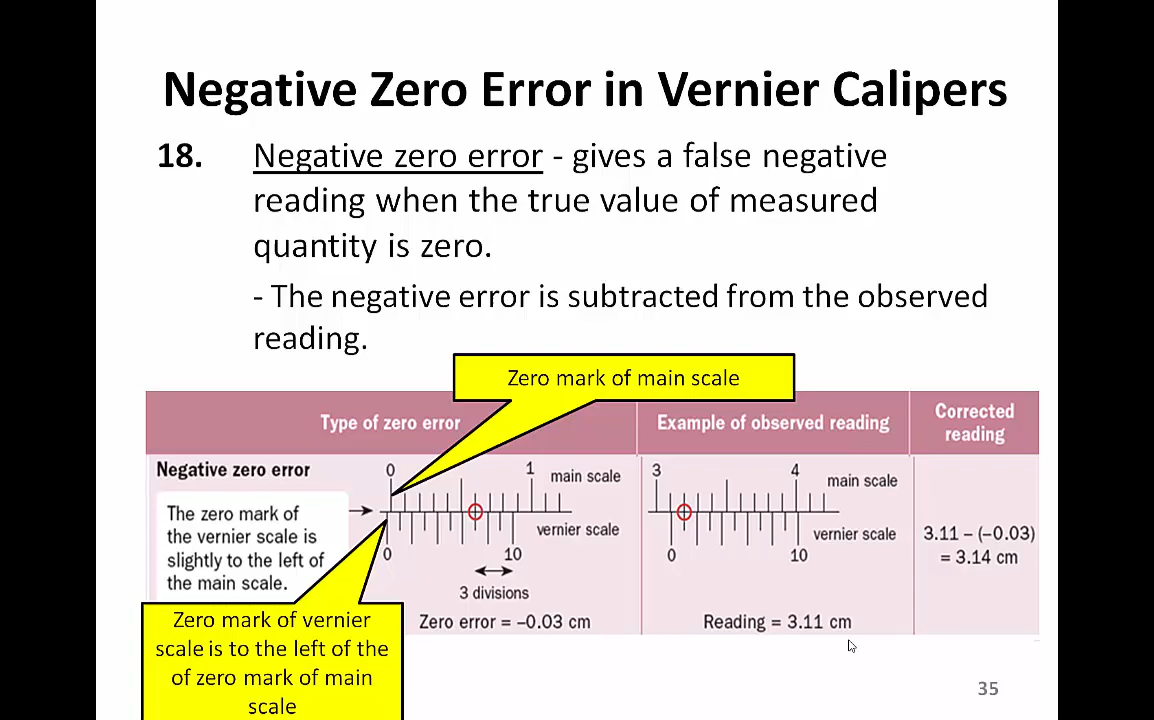 Negative Zero Error in Vernier Calipers
18. Negative zero error - gives a false negative
reading when the true value of measured
quantity is zero.
- The negative error is subtracted from the observed
reading.
Zero mark of main scale
Type of zero error
Example of observed reading
Corrected
reading
Negative zero error
The zero mark of
the vernier scale is
slightly to the left of
the main scale.
0 1 main scale
vernier scale
0 10
3 divisions
Zero error = –0.03 cm
3 4 main scale
vernier scale
0 10
Reading = 3.11 cm
3.11 – (–0.03)
= 3.14 cm
Zero mark of vernier
scale is to the left of the
of zero mark of main
scale
35